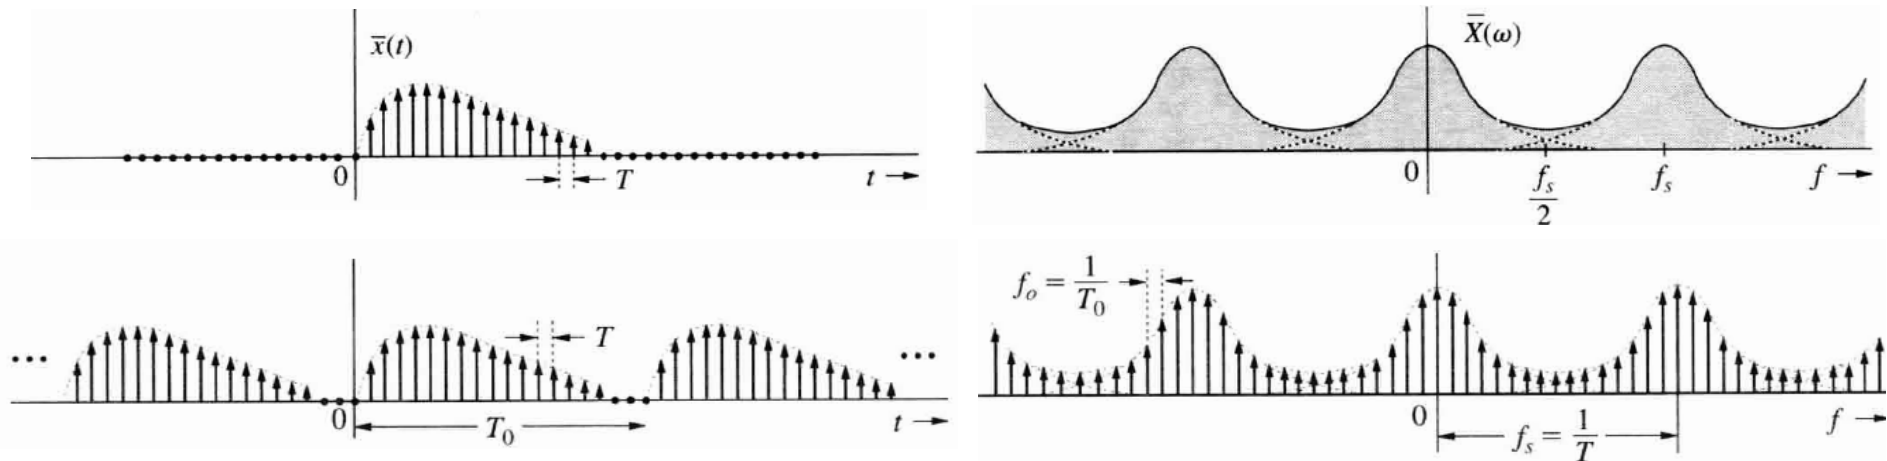 x̅(t)
0
T
t
X̅(ω)
0
f_s/2
f_s
f
•••
T
•••
0
T_0
t
f_o = 1/T_0
0
f_s = 1/T
f